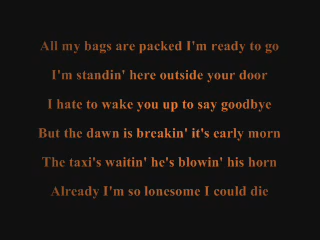 All my bags are packed I'm ready to go
I'm standin' here outside your door
I hate to wake you up to say goodbye
But the dawn is breakin' it's early morn
The taxi's waitin' he's blowin' his horn
Already I'm so lonesome I could die